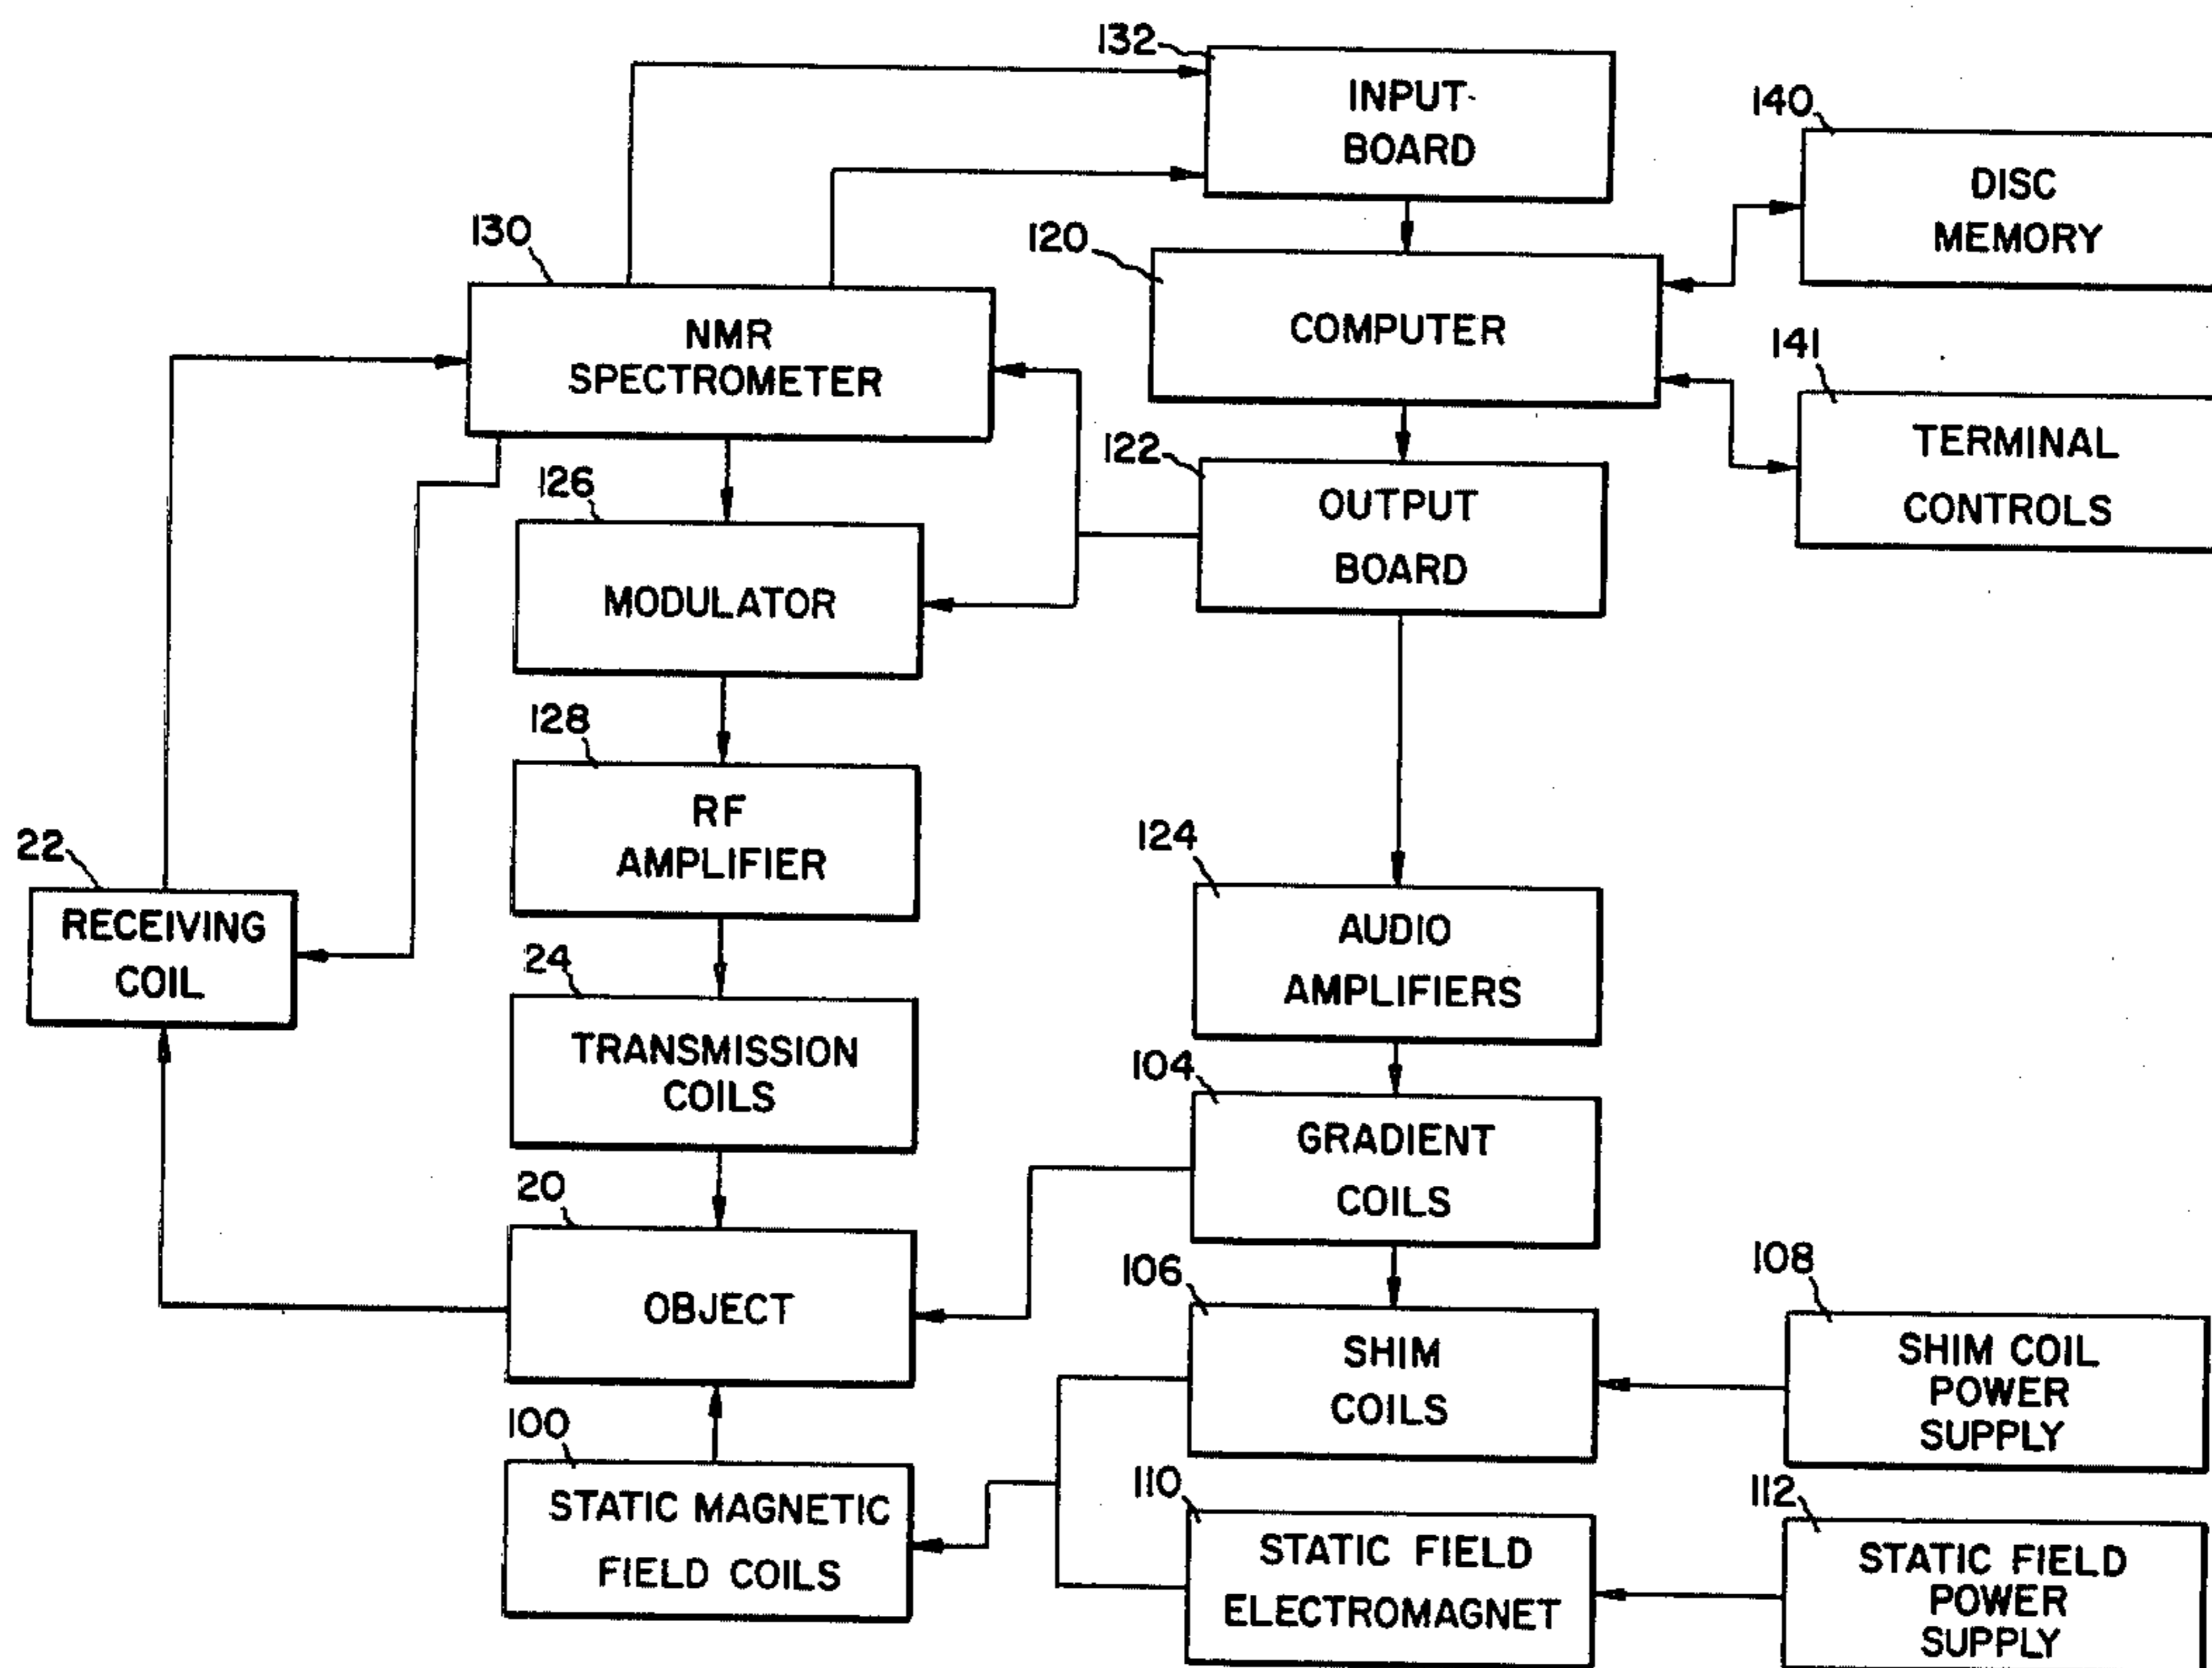 132
INPUT
BOARD
140
DISC
MEMORY
130
NMR
SPECTROMETER
120
COMPUTER
141
TERMINAL
CONTROLS
122
OUTPUT
BOARD
126
MODULATOR
128
RF
AMPLIFIER
22
RECEIVING
COIL
124
AUDIO
AMPLIFIERS
24
TRANSMISSION
COILS
104
GRADIENT
COILS
20
OBJECT
106
SHIM
COILS
108
SHIM COIL
POWER
SUPPLY
100
STATIC MAGNETIC
FIELD COILS
110
STATIC FIELD
ELECTROMAGNET
112
STATIC FIELD
POWER
SUPPLY